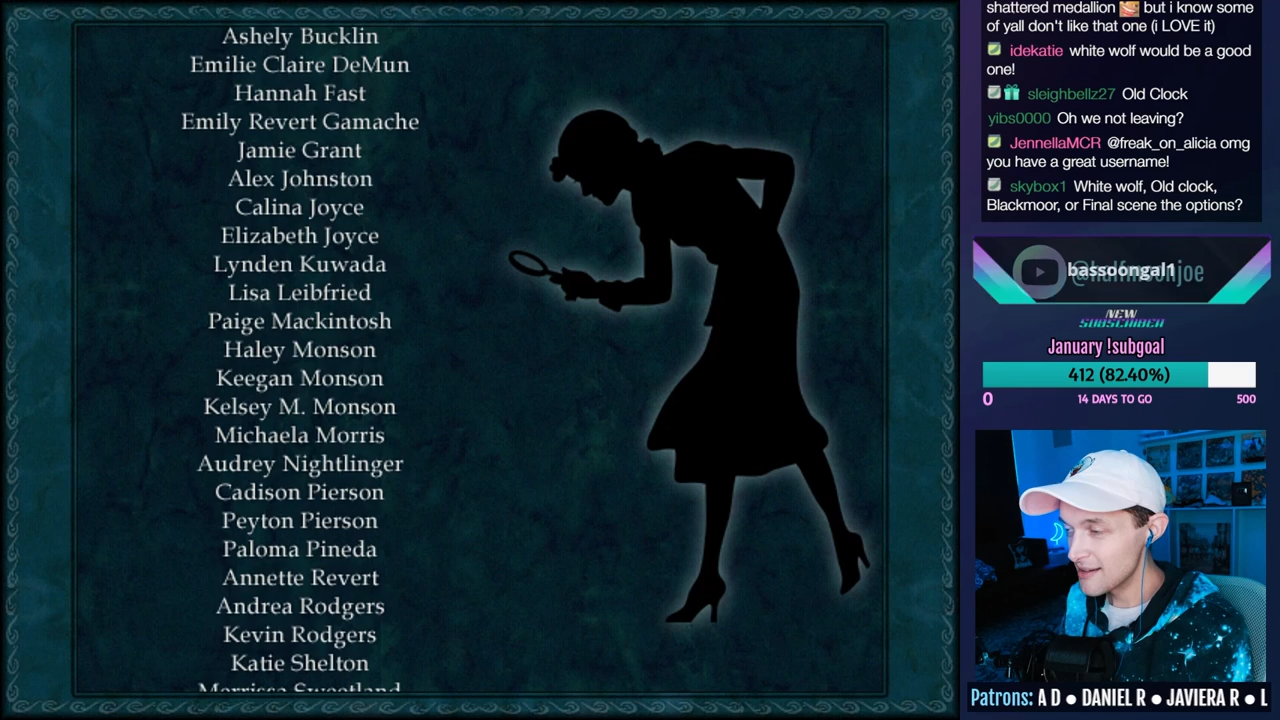 Ashely Bucklin
Emilie Claire DeMun
Hannah Fast
Emily Revert Gamache
Jamie Grant
Alex Johnston
Calina Joyce
Elizabeth Joyce
Lynden Kuwada
Lisa Leibfried
Paige Mackintosh
Haley Monson
Keegan Monson
Kelsey M. Monson
Michaela Morris
Audrey Nightlinger
Cadison Pierson
Peyton Pierson
Paloma Pineda
Annette Revert
Andrea Rodgers
Kevin Rodgers
Katie Shelton
Merrissa Sweetland
shattered medallion but i know some
of yall don't like that one (i LOVE it)
idekatie white wolf would be a good
one!
sleighbellz27 Old Clock
yibs0000 Oh we not leaving?
JennellaMCR @freak_on_alicia omg
you have a great username!
skybox1 White wolf, Old clock,
Blackmoor, or Final scene the options?
bassoongal1
@halfmoonjoe
NEW
SUBSCRIBER
January !subgoal
412 (82.40%)
0 14 DAYS TO GO 500
Patrons: A D ● DANIEL R ● JAVIERA R ● L